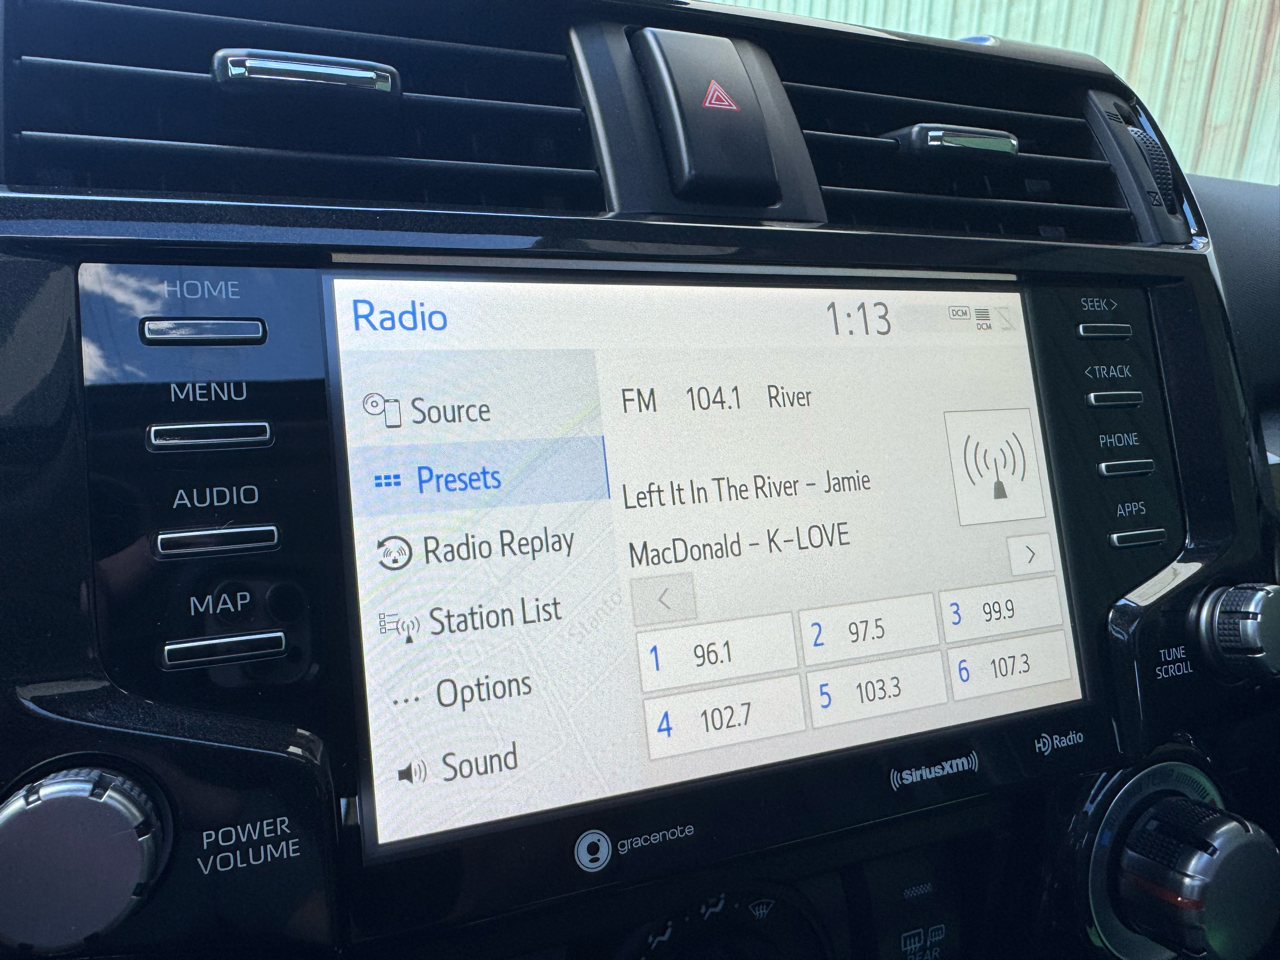 HOME
MENU
AUDIO
MAP
POWER
VOLUME
Radio
1:13
DCM
DCM
Source
Presets
Radio Replay
Station List
Options
Sound
FM 104.1 River
Left It In The River – Jamie
MacDonald – K–LOVE
<
>
1 96.1
2 97.5
3 99.9
4 102.7
5 103.3
6 107.3
SEEK >
< TRACK
PHONE
APPS
TUNE
SCROLL
gracenote
SiriusXM
HD Radio
REAR